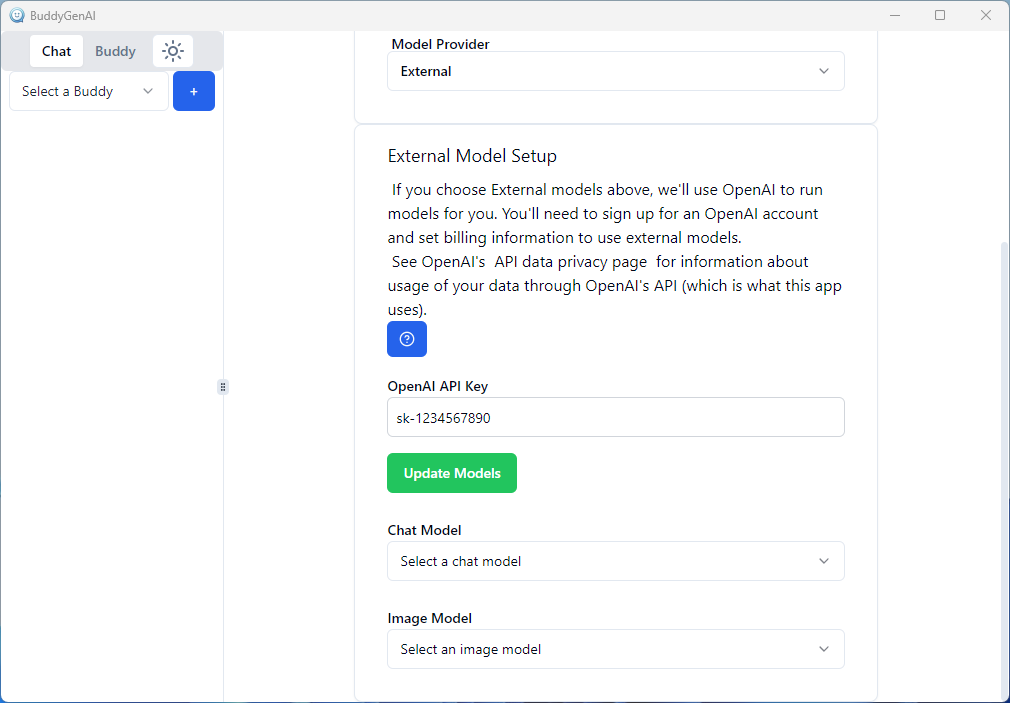 BuddyGenAI
Chat Buddy
Select a Buddy +
Model Provider
External
External Model Setup
If you choose External models above, we'll use OpenAI to run
models for you. You'll need to sign up for an OpenAI account
and set billing information to use external models.
See OpenAI's API data privacy page for information about
usage of your data through OpenAI's API (which is what this app
uses).
OpenAI API Key
sk-1234567890
Update Models
Chat Model
Select a chat model
Image Model
Select an image model